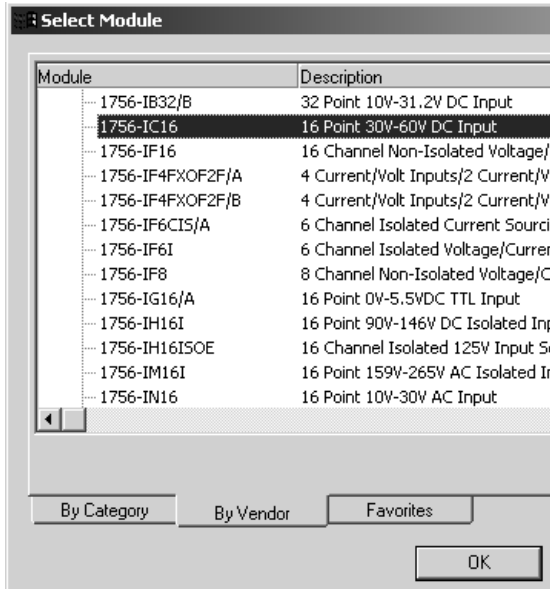 Select Module
Module Description
1756-IB32/B 32 Point 10V-31.2V DC Input
1756-IC16 16 Point 30V-60V DC Input
1756-IF16 16 Channel Non-Isolated Voltage/
1756-IF4FXOF2F/A 4 Current/Volt Inputs/2 Current/V
1756-IF4FXOF2F/B 4 Current/Volt Inputs/2 Current/V
1756-IF6CIS/A 6 Channel Isolated Current Sourci
1756-IF6I 6 Channel Isolated Voltage/Curren
1756-IF8 8 Channel Non-Isolated Voltage/C
1756-IG16/A 16 Point 0V-5.5VDC TTL Input
1756-IH16I 16 Point 90V-146V DC Isolated Inp
1756-IH16ISOE 16 Channel Isolated 125V Input S
1756-IM16I 16 Point 159V-265V AC Isolated I
1756-IN16 16 Point 10V-30V AC Input
By Category By Vendor Favorites
OK